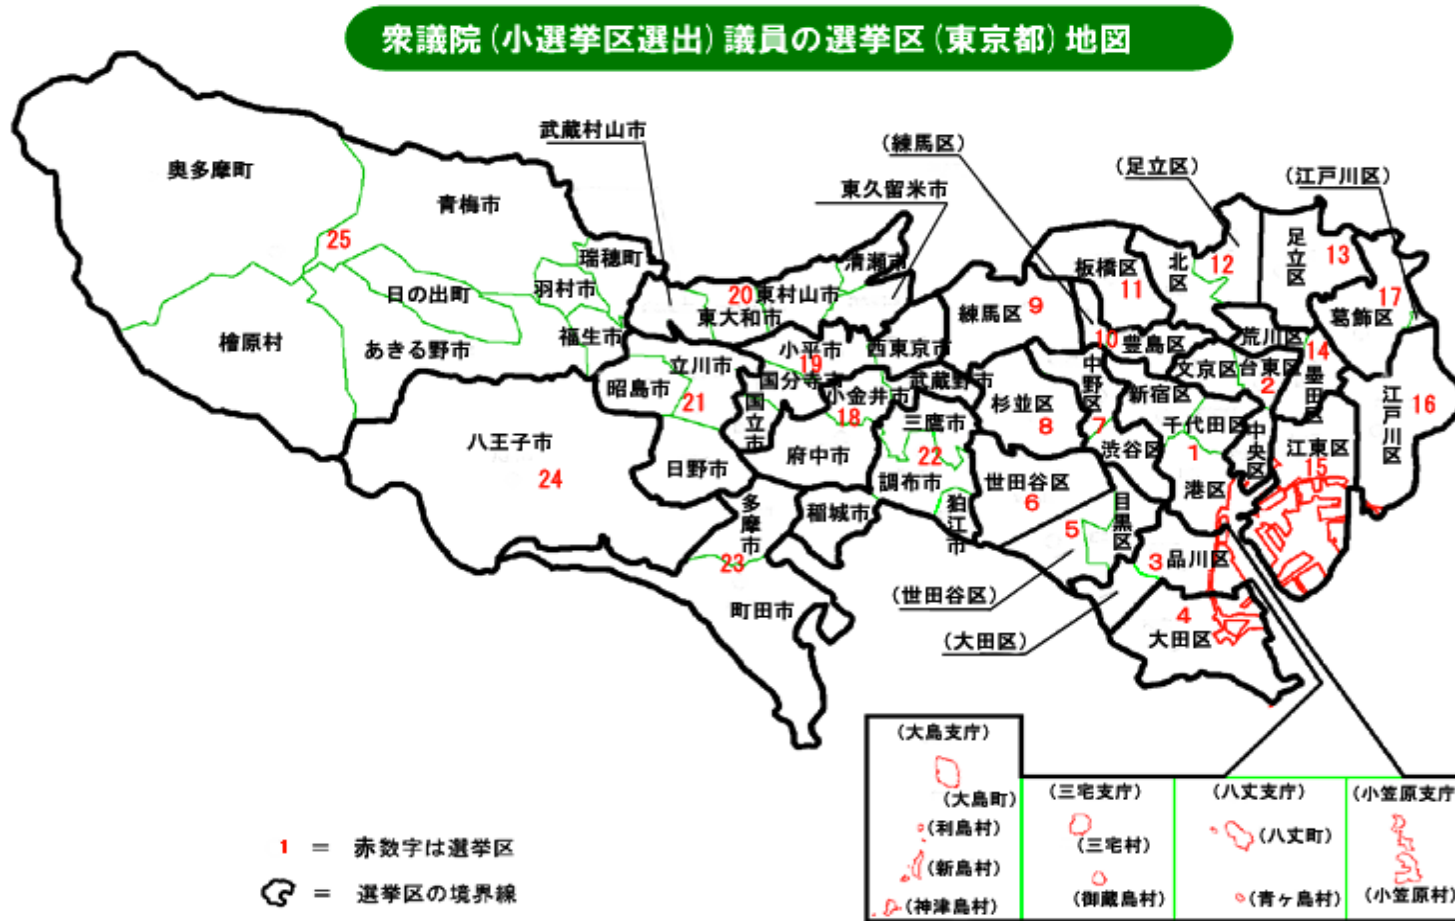 衆議院(小選挙区選出)議員の選挙区(東京都)地図
武蔵村山市
(練馬区)
(足立区)
(江戸川区)
東久留米市
奥多摩町
青梅市
25
瑞穂町
清瀬市
板橋区
11
北区
12
足立区
13
日の出町
羽村市
20
東村山市
東大和市
練馬区
9
17
葛飾区
檜原村
あきる野市
福生市
立川市
小平市
19
西東京市
10
豊島区
荒川区
14
昭島市
21
国分寺市
国立市
小金井市
18
武蔵野市
杉並区
8
中野区
7
新宿区
文京区
台東区
2
墨田区
江戸川区
16
八王子市
24
日野市
府中市
三鷹市
22
調布市
狛江市
世田谷区
6
渋谷区
千代田区
1
港区
中央区
江東区
15
多摩市
23
稲城市
5
目黒区
3
品川区
町田市
(世田谷区)
(大田区)
4
大田区
(大島支庁)
(大島町)
(利島村)
(新島村)
(神津島村)
(三宅支庁)
(三宅村)
(御蔵島村)
(八丈支庁)
(八丈町)
(青ヶ島村)
(小笠原支庁)
(小笠原村)
1 = 赤数字は選挙区
= 選挙区の境界線